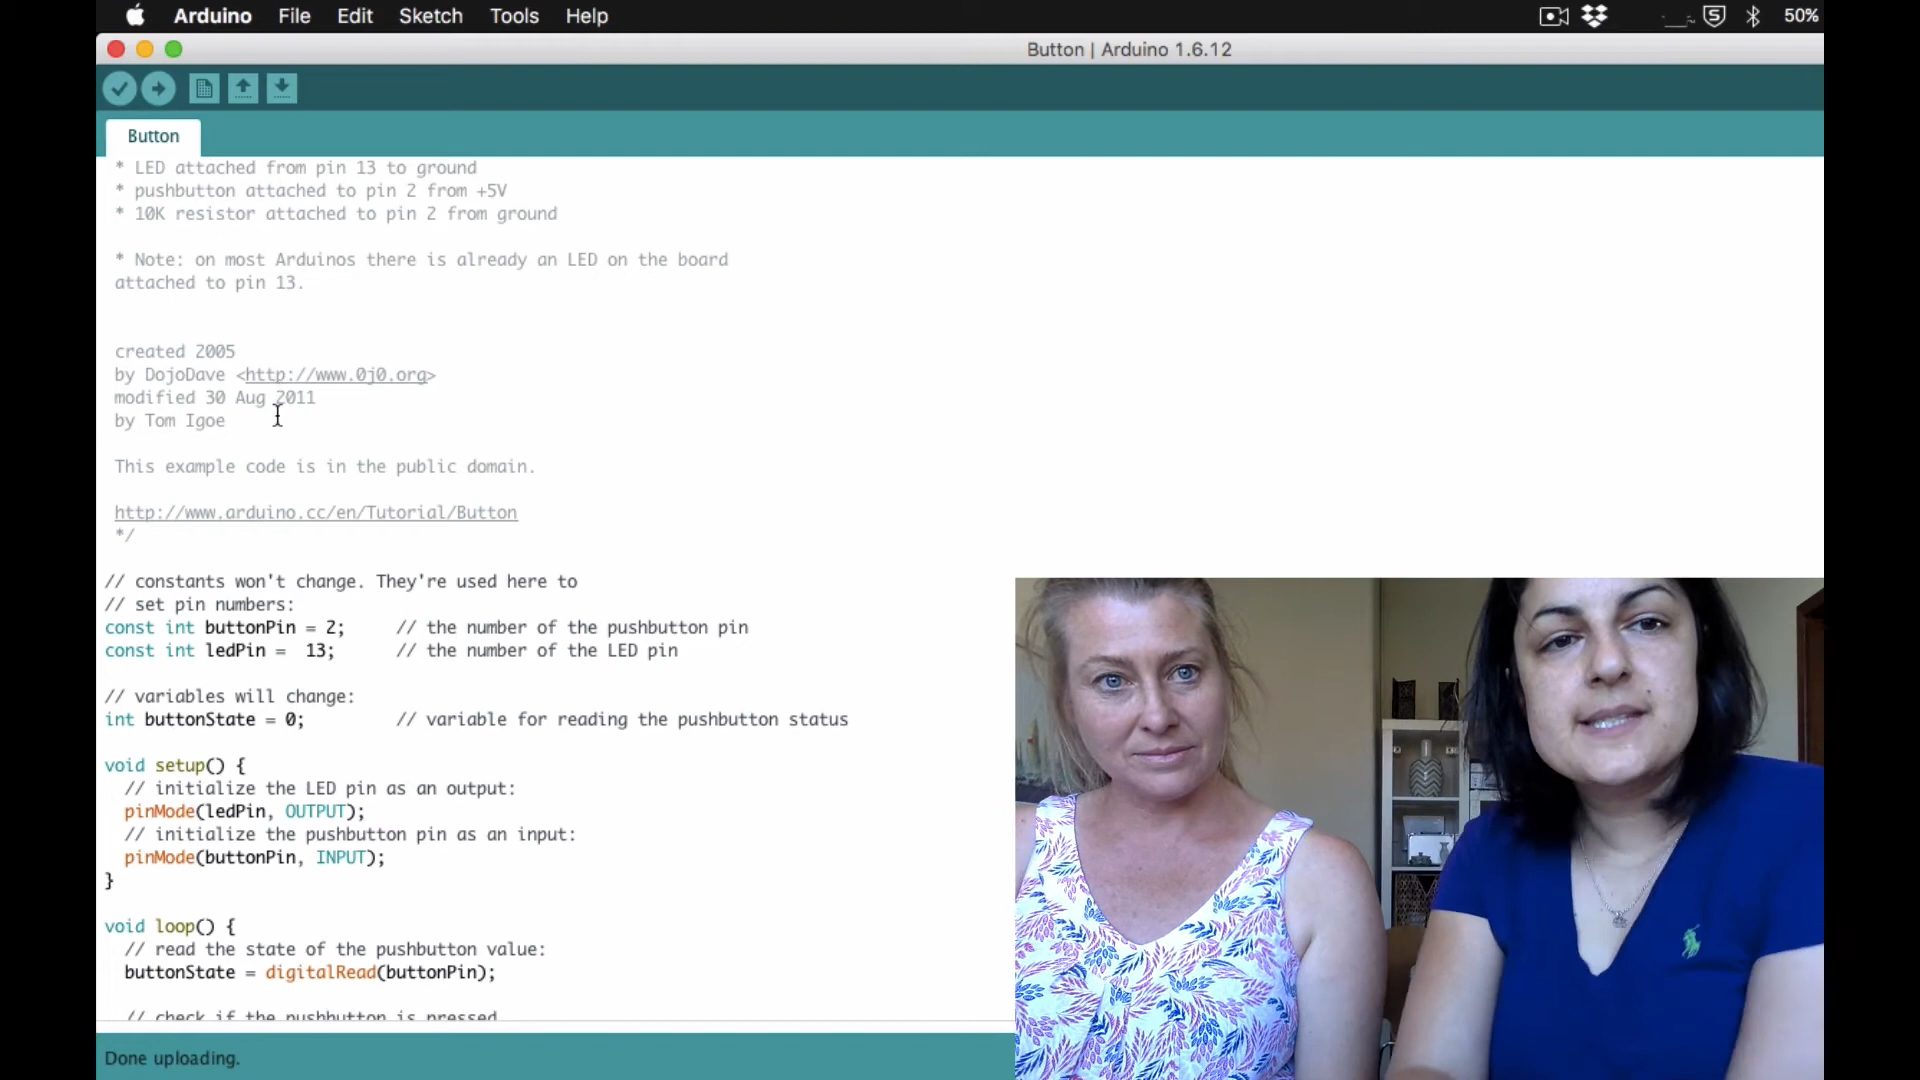 Arduino File Edit Sketch Tools Help 50%
Button | Arduino 1.6.12
Button
* LED attached from pin 13 to ground
* pushbutton attached to pin 2 from +5V
* 10K resistor attached to pin 2 from ground
* Note: on most Arduinos there is already an LED on the board
attached to pin 13.
created 2005
by DojoDave <http://www.0j0.org>
modified 30 Aug 2011
by Tom Igoe
This example code is in the public domain.
http://www.arduino.cc/en/Tutorial/Button
*/
// constants won't change. They're used here to
// set pin numbers:
const int buttonPin = 2;     // the number of the pushbutton pin
const int ledPin =  13;      // the number of the LED pin
// variables will change:
int buttonState = 0;         // variable for reading the pushbutton status
void setup() {
// initialize the LED pin as an output:
pinMode(ledPin, OUTPUT);
// initialize the pushbutton pin as an input:
pinMode(buttonPin, INPUT);
}
void loop() {
// read the state of the pushbutton value:
buttonState = digitalRead(buttonPin);
// check if the pushbutton is pressed
Done uploading.